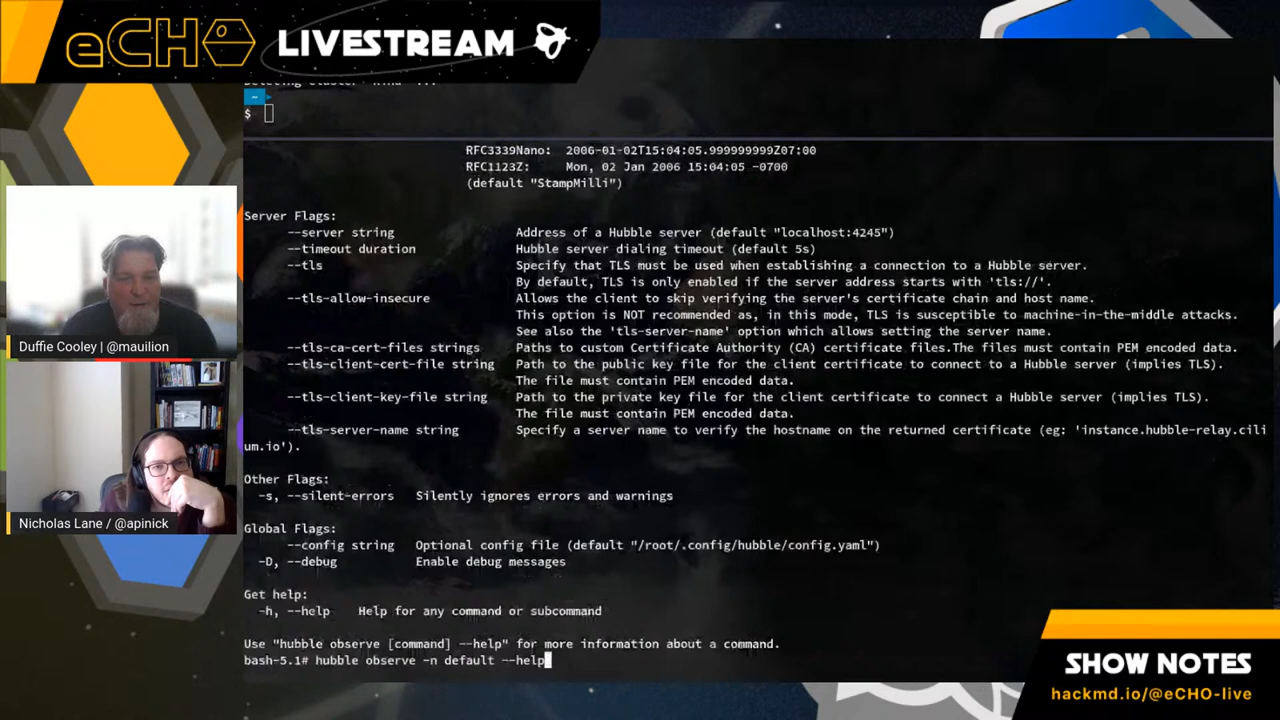 eCHO LIVESTREAM
~
$
RFC3339Nano: 2006-01-02T15:04:05.999999999Z07:00
RFC1123Z: Mon, 02 Jan 2006 15:04:05 -0700
(default "StampMilli")
Server Flags:
--server string Address of a Hubble server (default "localhost:4245")
--timeout duration Hubble server dialing timeout (default 5s)
--tls Specify that TLS must be used when establishing a connection to a Hubble server.
By default, TLS is only enabled if the server address starts with 'tls://'.
--tls-allow-insecure Allows the client to skip verifying the server's certificate chain and host name.
This option is NOT recommended as, in this mode, TLS is susceptible to machine-in-the-middle attacks.
See also the 'tls-server-name' option which allows setting the server name.
--tls-ca-cert-files strings Paths to custom Certificate Authority (CA) certificate files.The files must contain PEM encoded data.
--tls-client-cert-file string Path to the public key file for the client certificate to connect to a Hubble server (implies TLS).
The file must contain PEM encoded data.
--tls-client-key-file string Path to the private key file for the client certificate to connect a Hubble server (implies TLS).
The file must contain PEM encoded data.
--tls-server-name string Specify a server name to verify the hostname on the returned certificate (eg: 'instance.hubble-relay.cili
um.io').
Other Flags:
-s, --silent-errors Silently ignores errors and warnings
Global Flags:
--config string Optional config file (default "/root/.config/hubble/config.yaml")
-D, --debug Enable debug messages
Get help:
-h, --help Help for any command or subcommand
Use "hubble observe [command] --help" for more information about a command.
bash-5.1# hubble observe -n default --help
Duffie Cooley | @mauilion
Nicholas Lane / @apinick
SHOW NOTES
hackmd.io/@eCHO-live